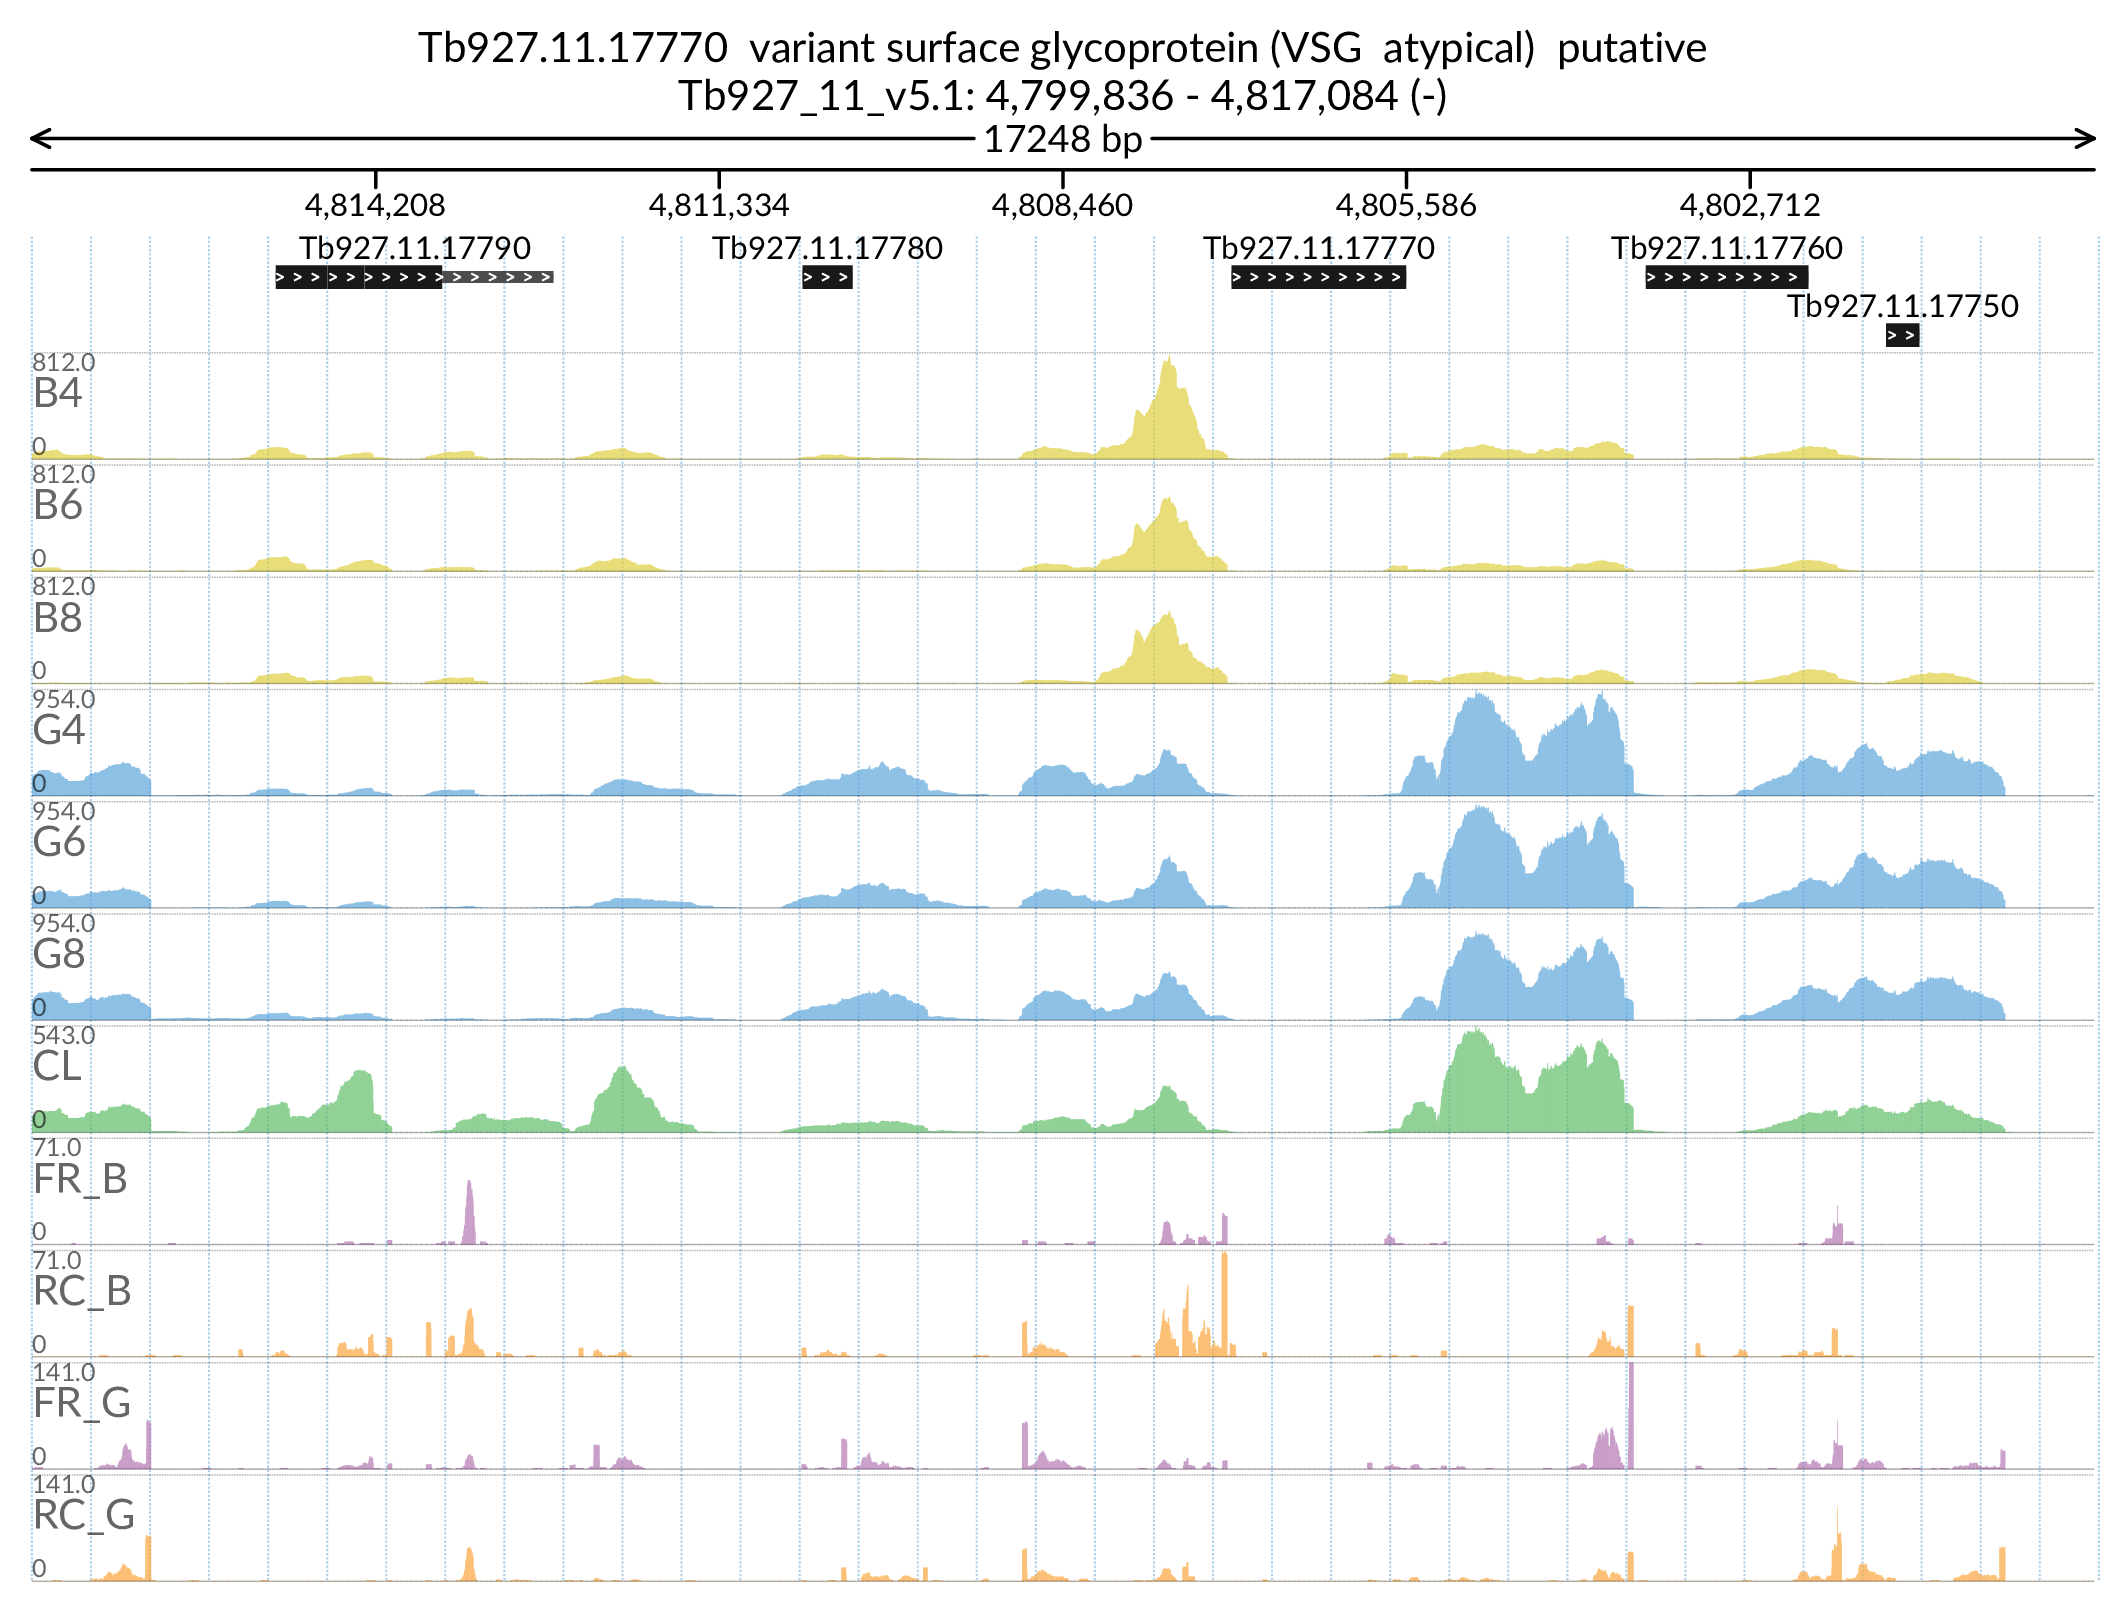 Tb927.11.17770  variant surface glycoprotein (VSG  atypical)  putative
Tb927_11_v5.1: 4,799,836 - 4,817,084 (-)
17248 bp
4,814,208 4,811,334 4,808,460 4,805,586 4,802,712
Tb927.11.17790 Tb927.11.17780 Tb927.11.17770 Tb927.11.17760
Tb927.11.17750
812.0
B4
0
812.0
B6
0
812.0
B8
0
954.0
G4
0
954.0
G6
0
954.0
G8
0
543.0
CL
0
71.0
FR_B
0
71.0
RC_B
0
141.0
FR_G
0
141.0
RC_G
0